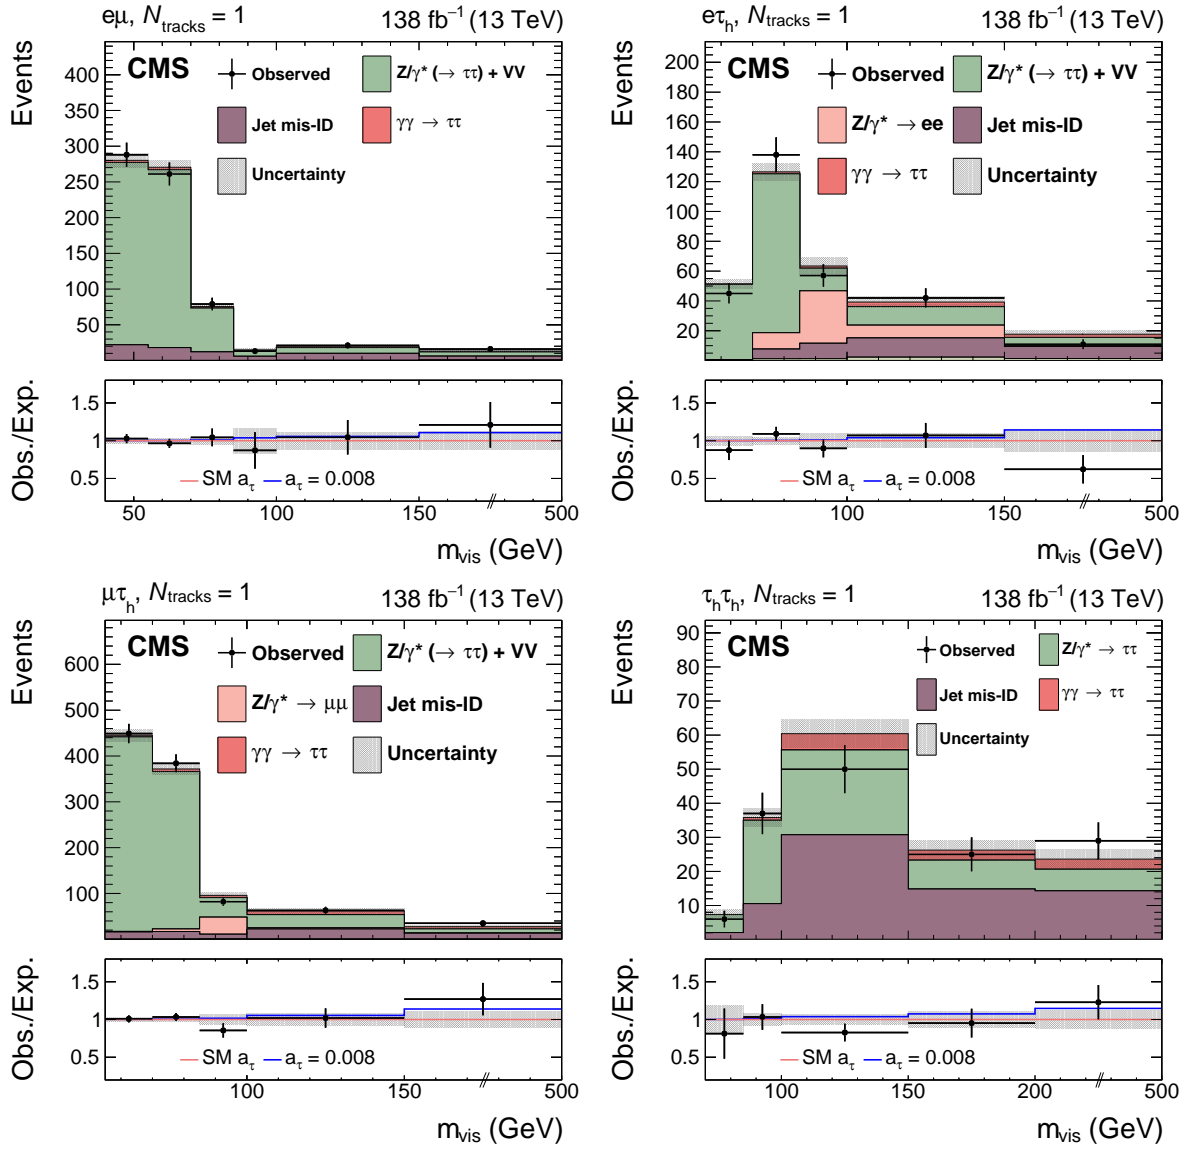 eμ, N_tracks = 1
138 fb⁻¹ (13 TeV)
Events
CMS
Observed
Z/γ* (→ ττ) + VV
Jet mis-ID
γγ → ττ
Uncertainty
400
350
300
250
200
150
100
50
Obs./Exp.
1.5
1
0.5
SM a_τ
a_τ = 0.008
50 100 150 500
m_vis (GeV)
eτ_h, N_tracks = 1
138 fb⁻¹ (13 TeV)
Events
CMS
Observed
Z/γ* (→ ττ) + VV
Z/γ* → ee
Jet mis-ID
γγ → ττ
Uncertainty
200
180
160
140
120
100
80
60
40
20
Obs./Exp.
1.5
1
0.5
SM a_τ
a_τ = 0.008
100 150 500
m_vis (GeV)
μτ_h, N_tracks = 1
138 fb⁻¹ (13 TeV)
Events
CMS
Observed
Z/γ* (→ ττ) + VV
Z/γ* → μμ
Jet mis-ID
γγ → ττ
Uncertainty
600
500
400
300
200
100
Obs./Exp.
1.5
1
0.5
SM a_τ
a_τ = 0.008
100 150 500
m_vis (GeV)
τ_hτ_h, N_tracks = 1
138 fb⁻¹ (13 TeV)
Events
CMS
Observed
Z/γ* → ττ
Jet mis-ID
γγ → ττ
Uncertainty
90
80
70
60
50
40
30
20
10
Obs./Exp.
1.5
1
0.5
SM a_τ
a_τ = 0.008
100 150 200 500
m_vis (GeV)